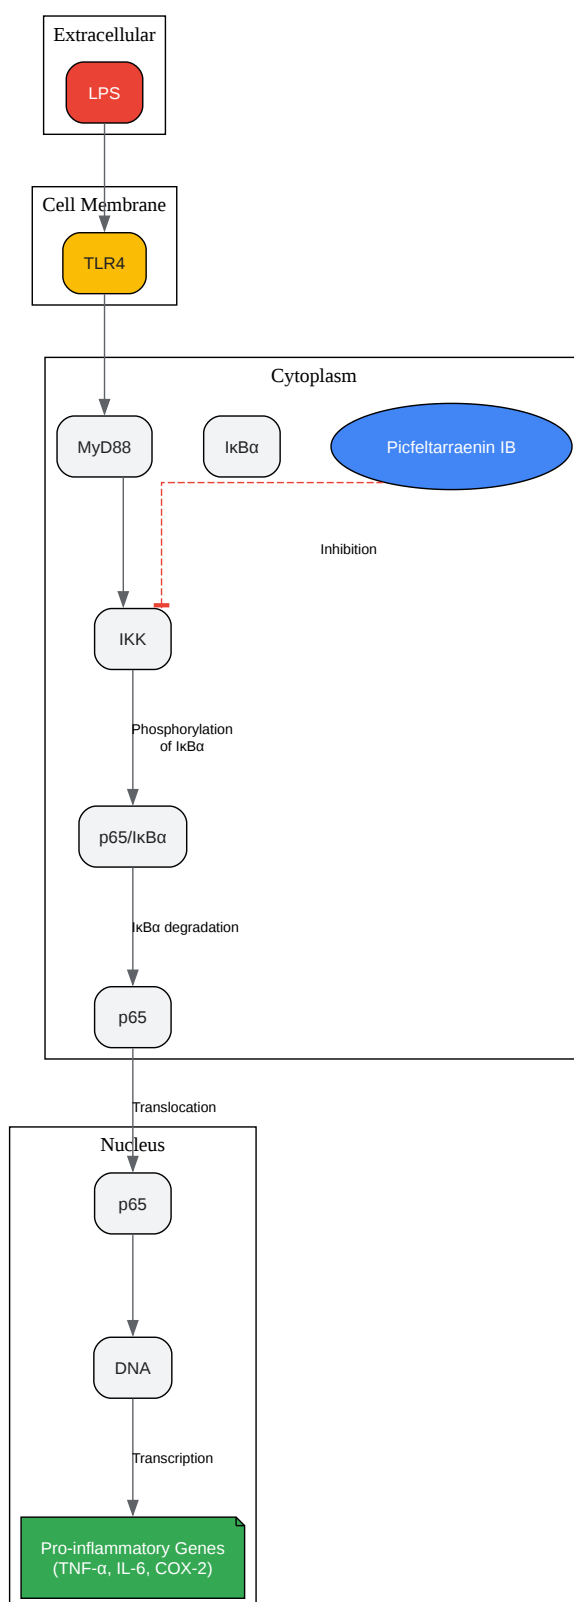 Extracellular
LPS
Cell Membrane
TLR4
Cytoplasm
MyD88
IκBα
Picfeltarraenin IB
Inhibition
IKK
Phosphorylation
of IκBα
p65/IκBα
IκBα degradation
p65
Translocation
Nucleus
p65
DNA
Transcription
Pro-inflammatory Genes
(TNF-α, IL-6, COX-2)